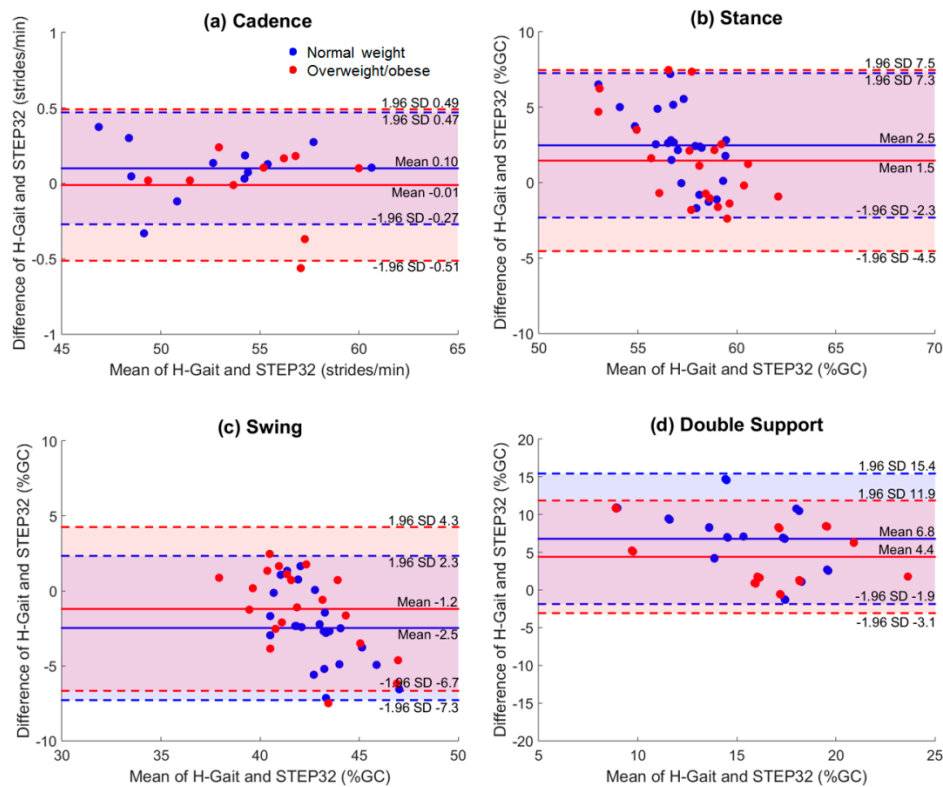 (a) Cadence
Difference of H-Gait and STEP32 (strides/min)
1
0.5
0
-0.5
-1
Normal weight
Overweight/obese
1.96 SD 0.49
1.96 SD 0.47
Mean 0.10
Mean -0.01
-1.96 SD -0.27
-1.96 SD -0.51
45 50 55 60 65
Mean of H-Gait and STEP32 (strides/min)
(b) Stance
Difference of H-Gait and STEP32 (%GC)
10
5
0
-5
-10
1.96 SD 7.5
1.96 SD 7.3
Mean 2.5
Mean 1.5
-1.96 SD -2.3
-1.96 SD -4.5
50 55 60 65 70
Mean of H-Gait and STEP32 (%GC)
(c) Swing
Difference of H-Gait and STEP32 (%GC)
10
5
0
-5
-10
1.96 SD 4.3
1.96 SD 2.3
Mean -1.2
Mean -2.5
-1.96 SD -6.7
-1.96 SD -7.3
30 35 40 45 50
Mean of H-Gait and STEP32 (%GC)
(d) Double Support
Difference of H-Gait and STEP32 (%GC)
20
15
10
5
0
-5
-10
-15
-20
1.96 SD 15.4
1.96 SD 11.9
Mean 6.8
Mean 4.4
-1.96 SD -1.9
-1.96 SD -3.1
5 10 15 20 25
Mean of H-Gait and STEP32 (%GC)